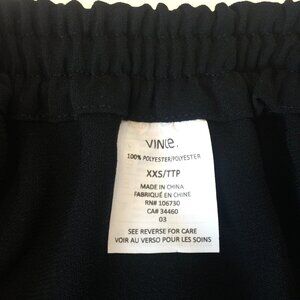 VINCE.
100% POLYESTER/POLYÉSTER
XXS/TTP
MADE IN CHINA
FABRIQUÉ EN CHINE
RN# 106730
CA# 34460
03
SEE REVERSE FOR CARE
VOIR AU VERSO POUR LES SOINS